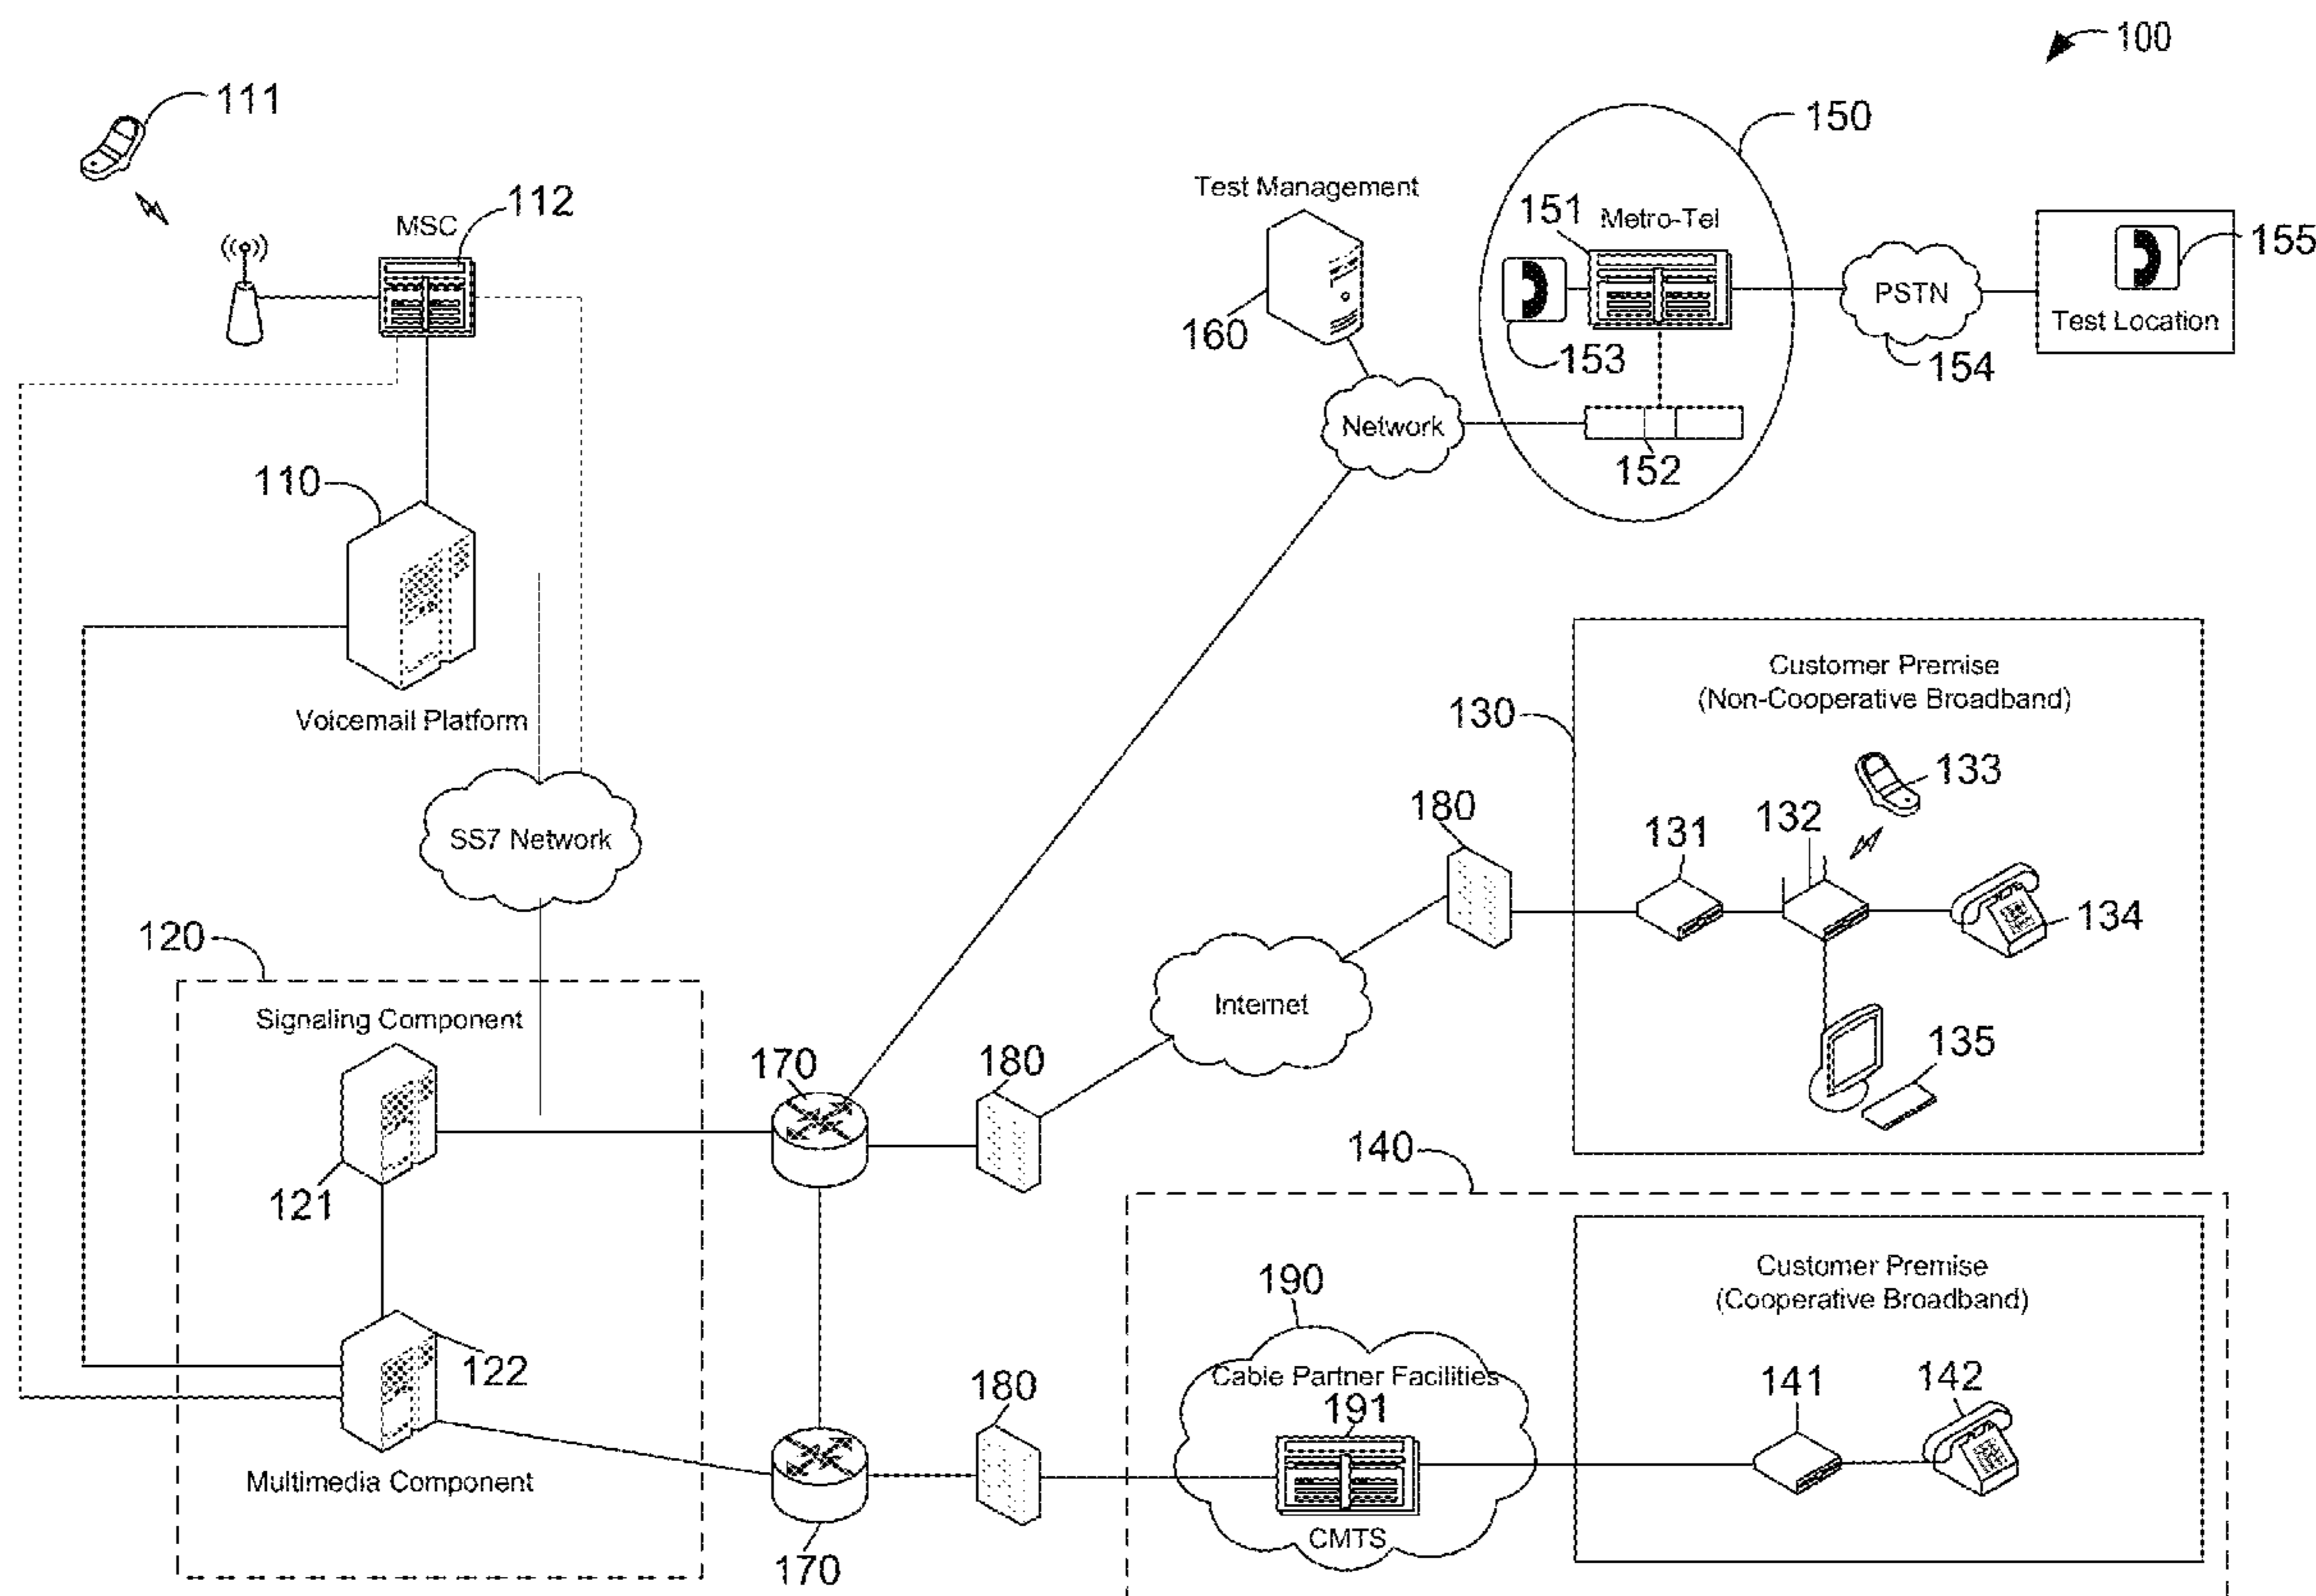 100
111
150
112
MSC
Test Management
151
Metro-Tel
155
PSTN
Test Location
160
153
154
Network
152
110
Voicemail Platform
Customer Premise
(Non-Cooperative Broadband)
130
133
SS7 Network
180
131
132
134
120
Internet
Signaling Component
170
180
135
121
140
190
Customer Premise
(Cooperative Broadband)
122
180
Cable Partner Facilities
191
141
142
Multimedia Component
CMTS
170